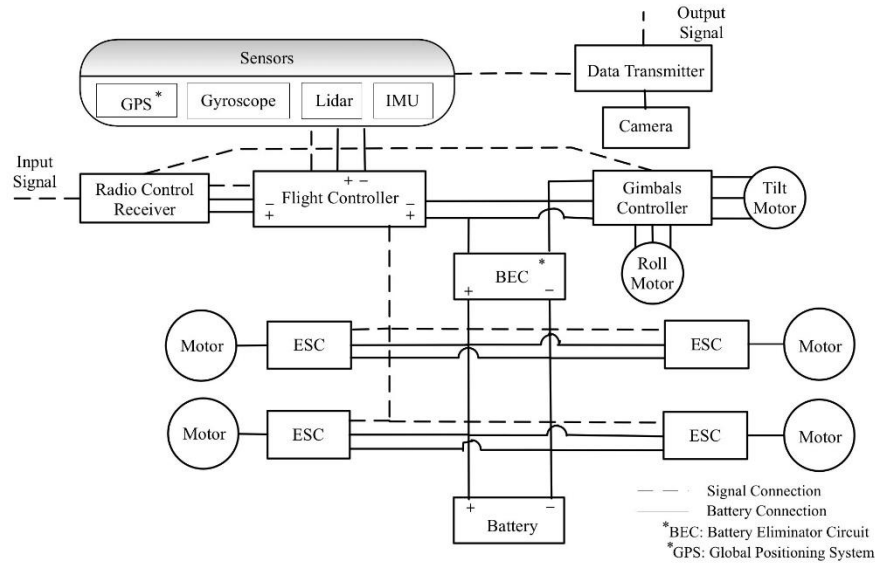 Output
Signal
Sensors
Data Transmitter
GPS*
Gyroscope
Lidar
IMU
Camera
Input
Signal
Radio Control
Receiver
+ −
Flight Controller
−
+
−
+
Gimbals
Controller
Tilt
Motor
Roll
Motor
BEC *
+ −
Motor
ESC
ESC
Motor
Motor
ESC
ESC
Motor
+ −
Battery
Signal Connection
Battery Connection
*BEC: Battery Eliminator Circuit
*GPS: Global Positioning System